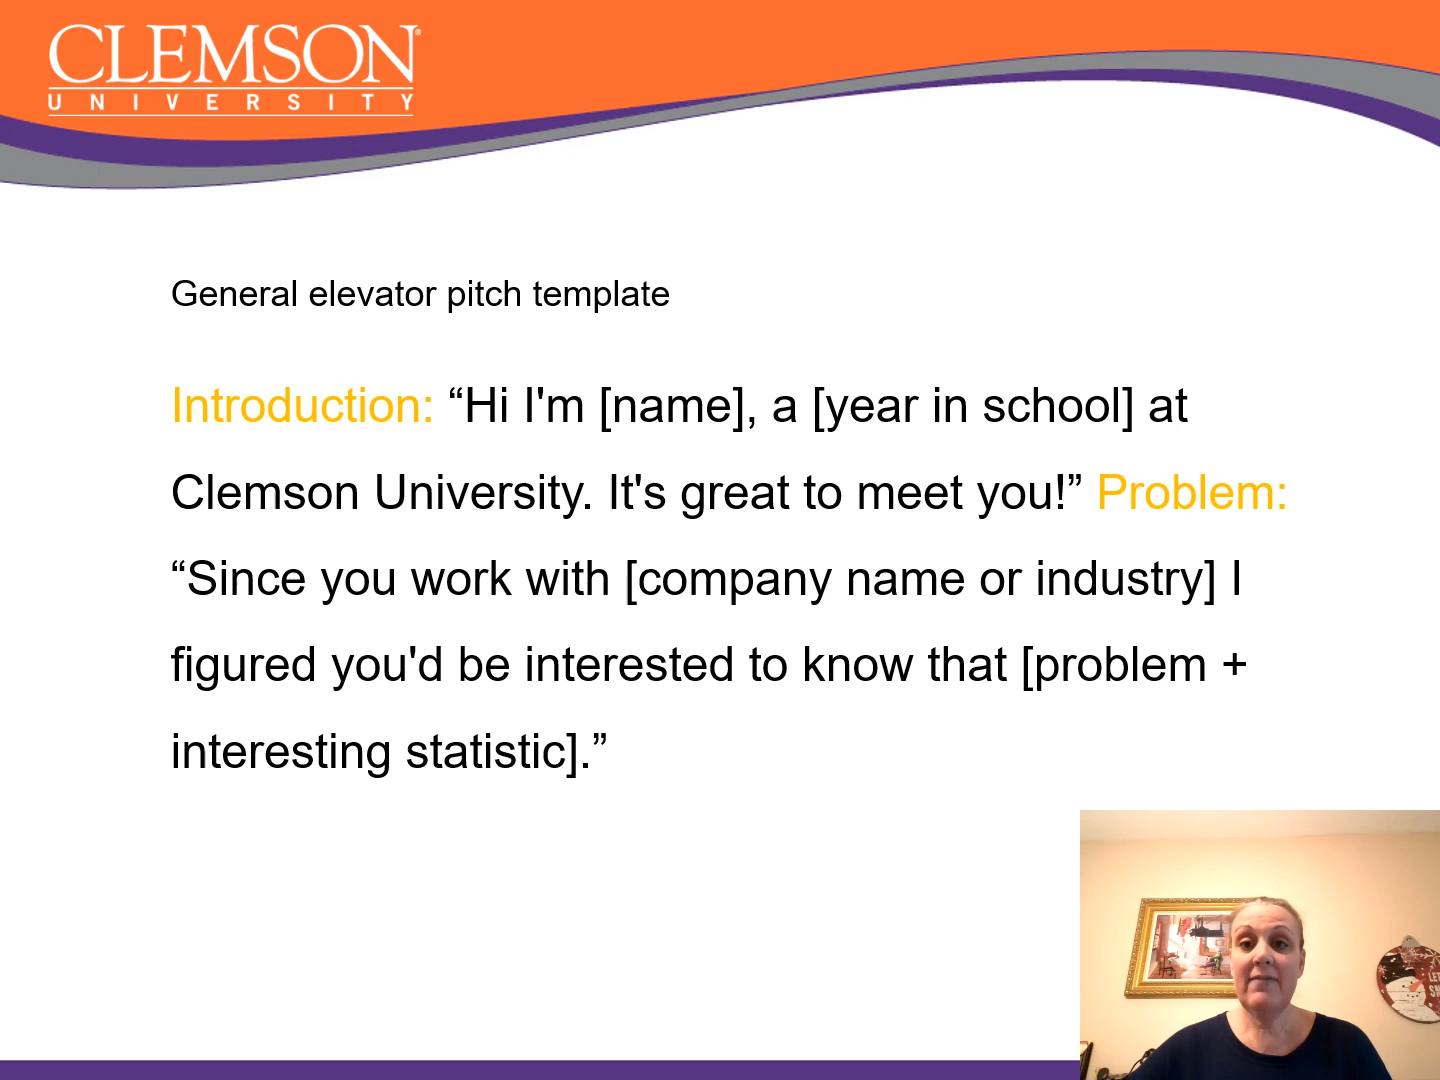 CLEMSON®
UNIVERSITY
General elevator pitch template
Introduction: “Hi I'm [name], a [year in school] at
Clemson University. It's great to meet you!” Problem:
“Since you work with [company name or industry] I
figured you'd be interested to know that [problem +
interesting statistic].”